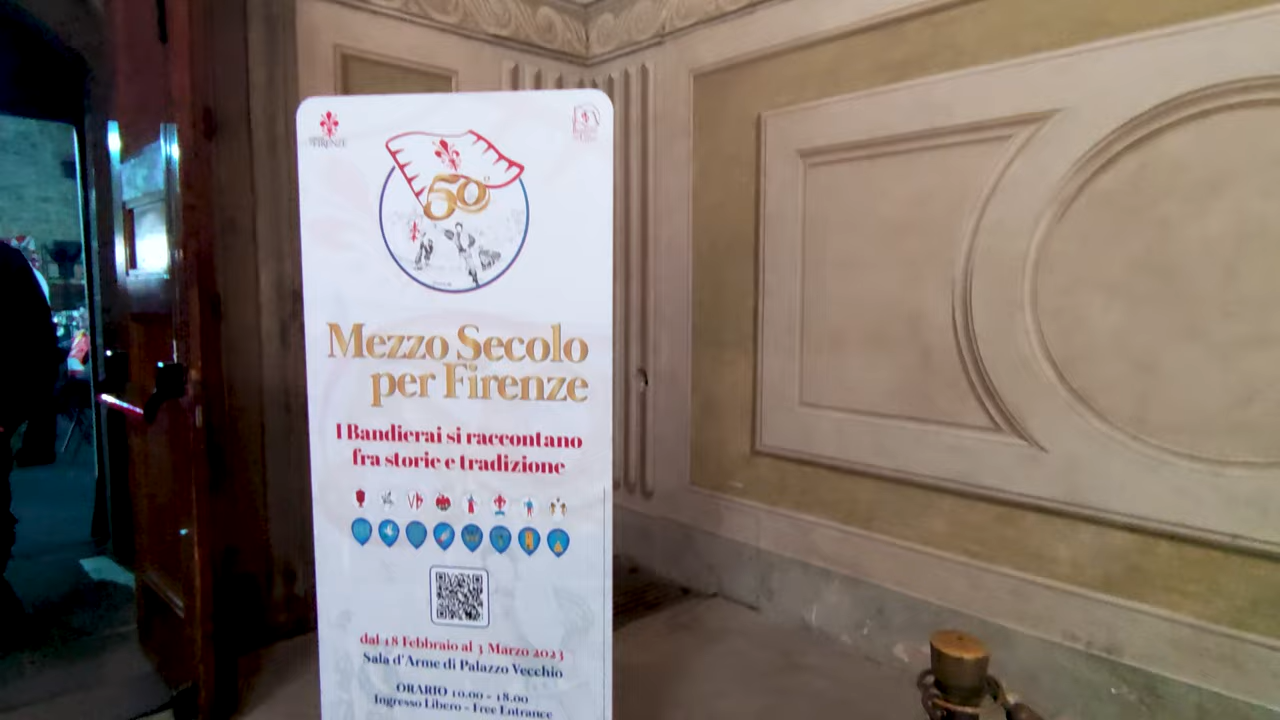 FIRENZE
50°
Mezzo Secolo
per Firenze
I Bandierai si raccontano
fra storie e tradizione
dal 18 Febbraio al 3 Marzo 2023
Sala d'Arme di Palazzo Vecchio
ORARIO 10.00 - 18.00
Ingresso Libero - Free Entrance